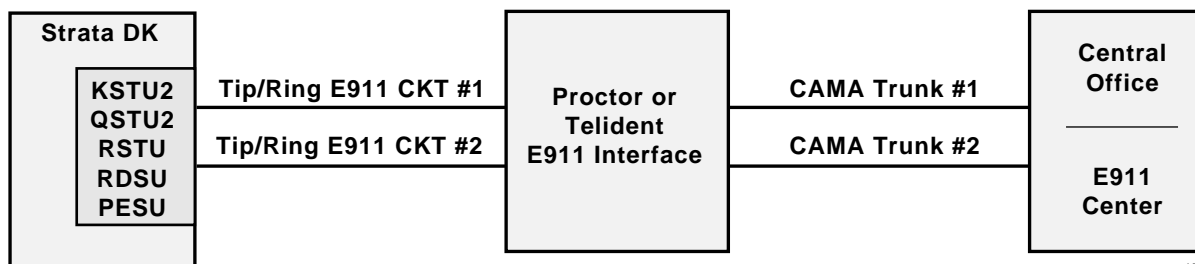 Strata DK
KSTU2
QSTU2
RSTU
RDSU
PESU
Tip/Ring E911 CKT #1
Tip/Ring E911 CKT #2
Proctor or
Telident
E911 Interface
CAMA Trunk #1
CAMA Trunk #2
Central
Office
E911
Center